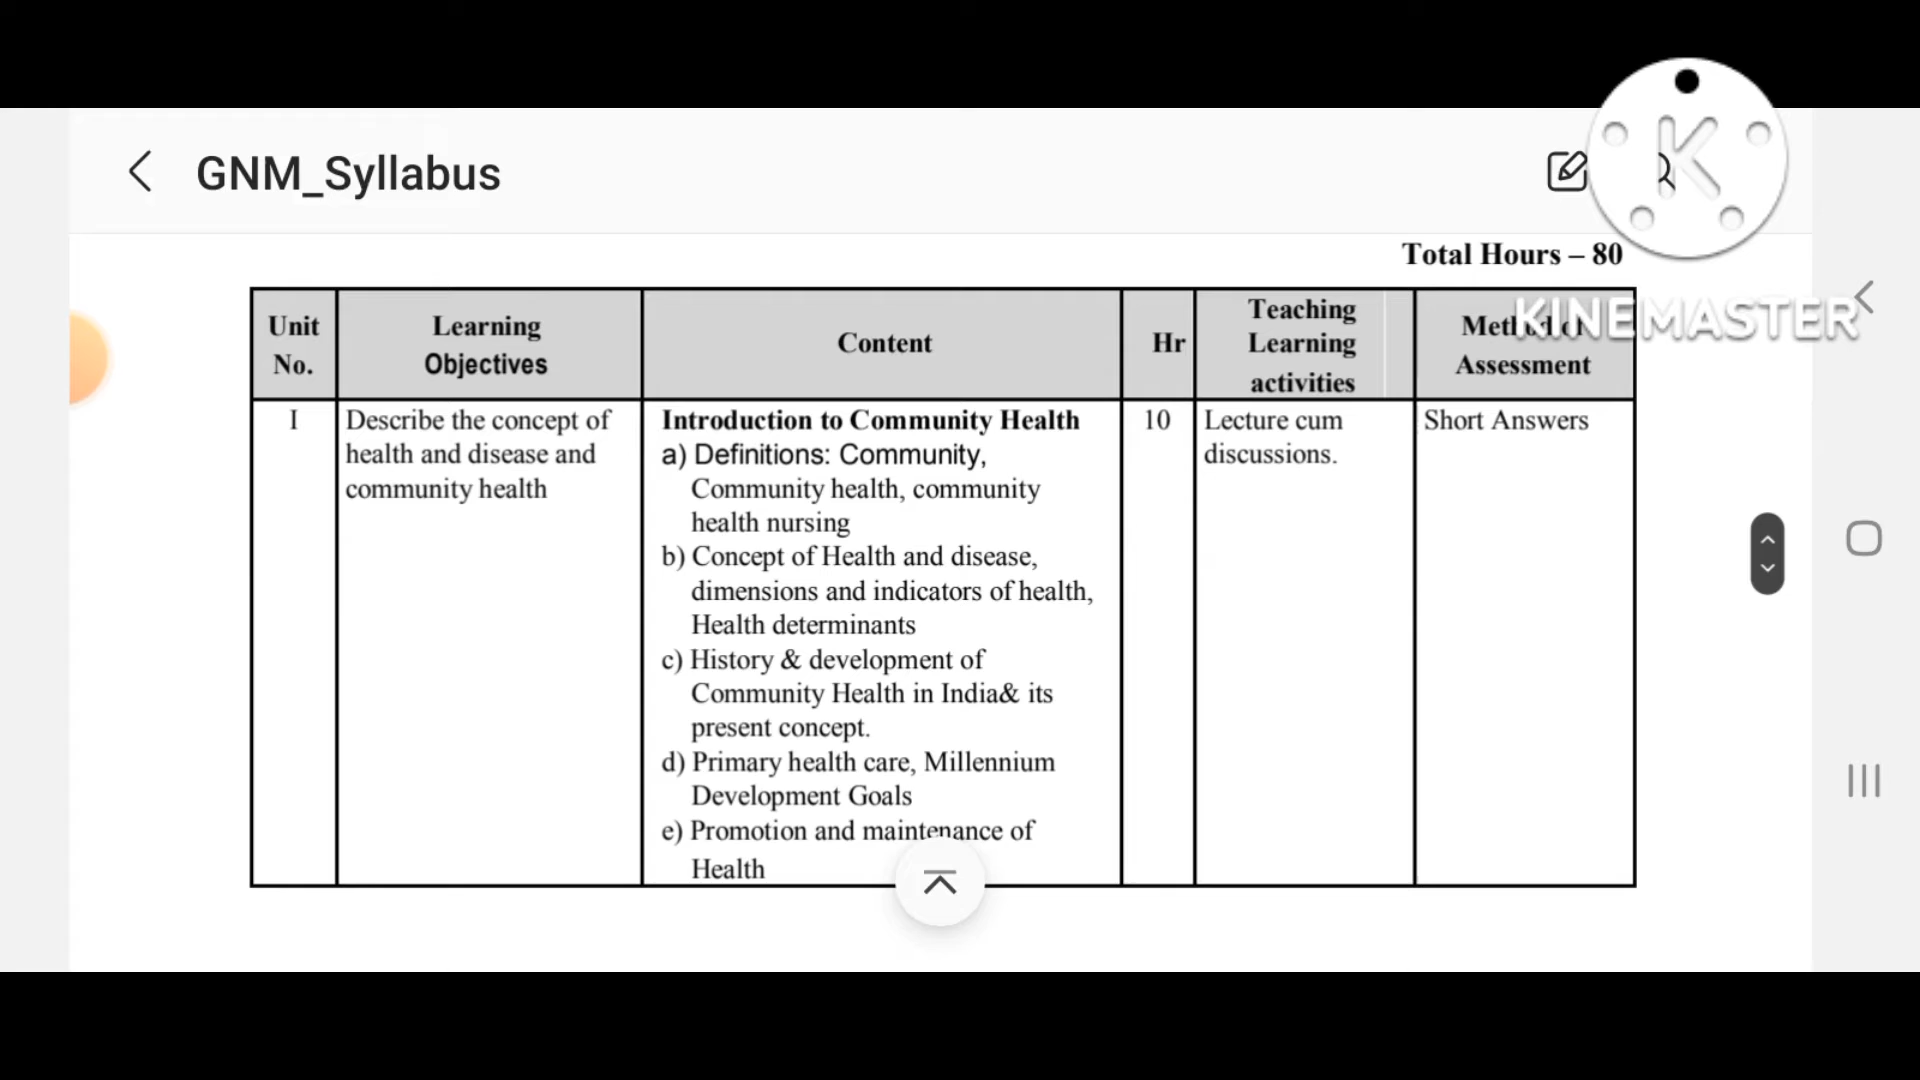 GNM_Syllabus
Total Hours – 80
Unit No.
Learning Objectives
Content
Hr
Teaching Learning activities
Method of Assessment
KINEMASTER
I
Describe the concept of
health and disease and
community health
Introduction to Community Health
a) Definitions: Community,
Community health, community
health nursing
b) Concept of Health and disease,
dimensions and indicators of health,
Health determinants
c) History & development of
Community Health in India& its
present concept.
d) Primary health care, Millennium
Development Goals
e) Promotion and maintenance of
Health
10
Lecture cum
discussions.
Short Answers